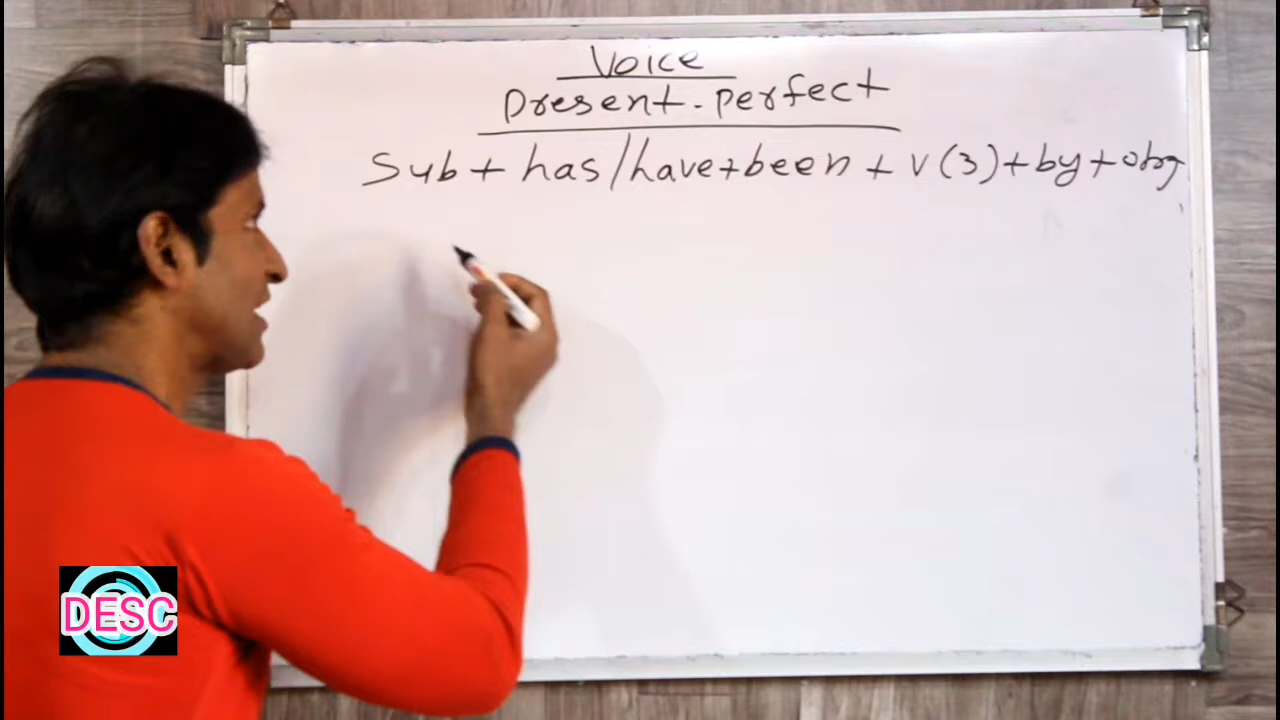 Voice
Present. perfect
Sub + has/have+been + v(3)+by+obj
DESC